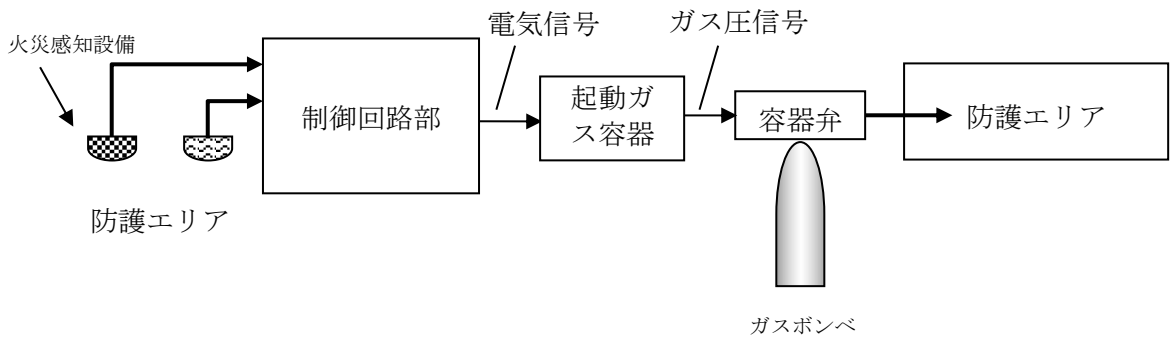 電気信号
ガス圧信号
火災感知設備
制御回路部
起動ガ
ス容器
容器弁
防護エリア
防護エリア
ガスボンベ